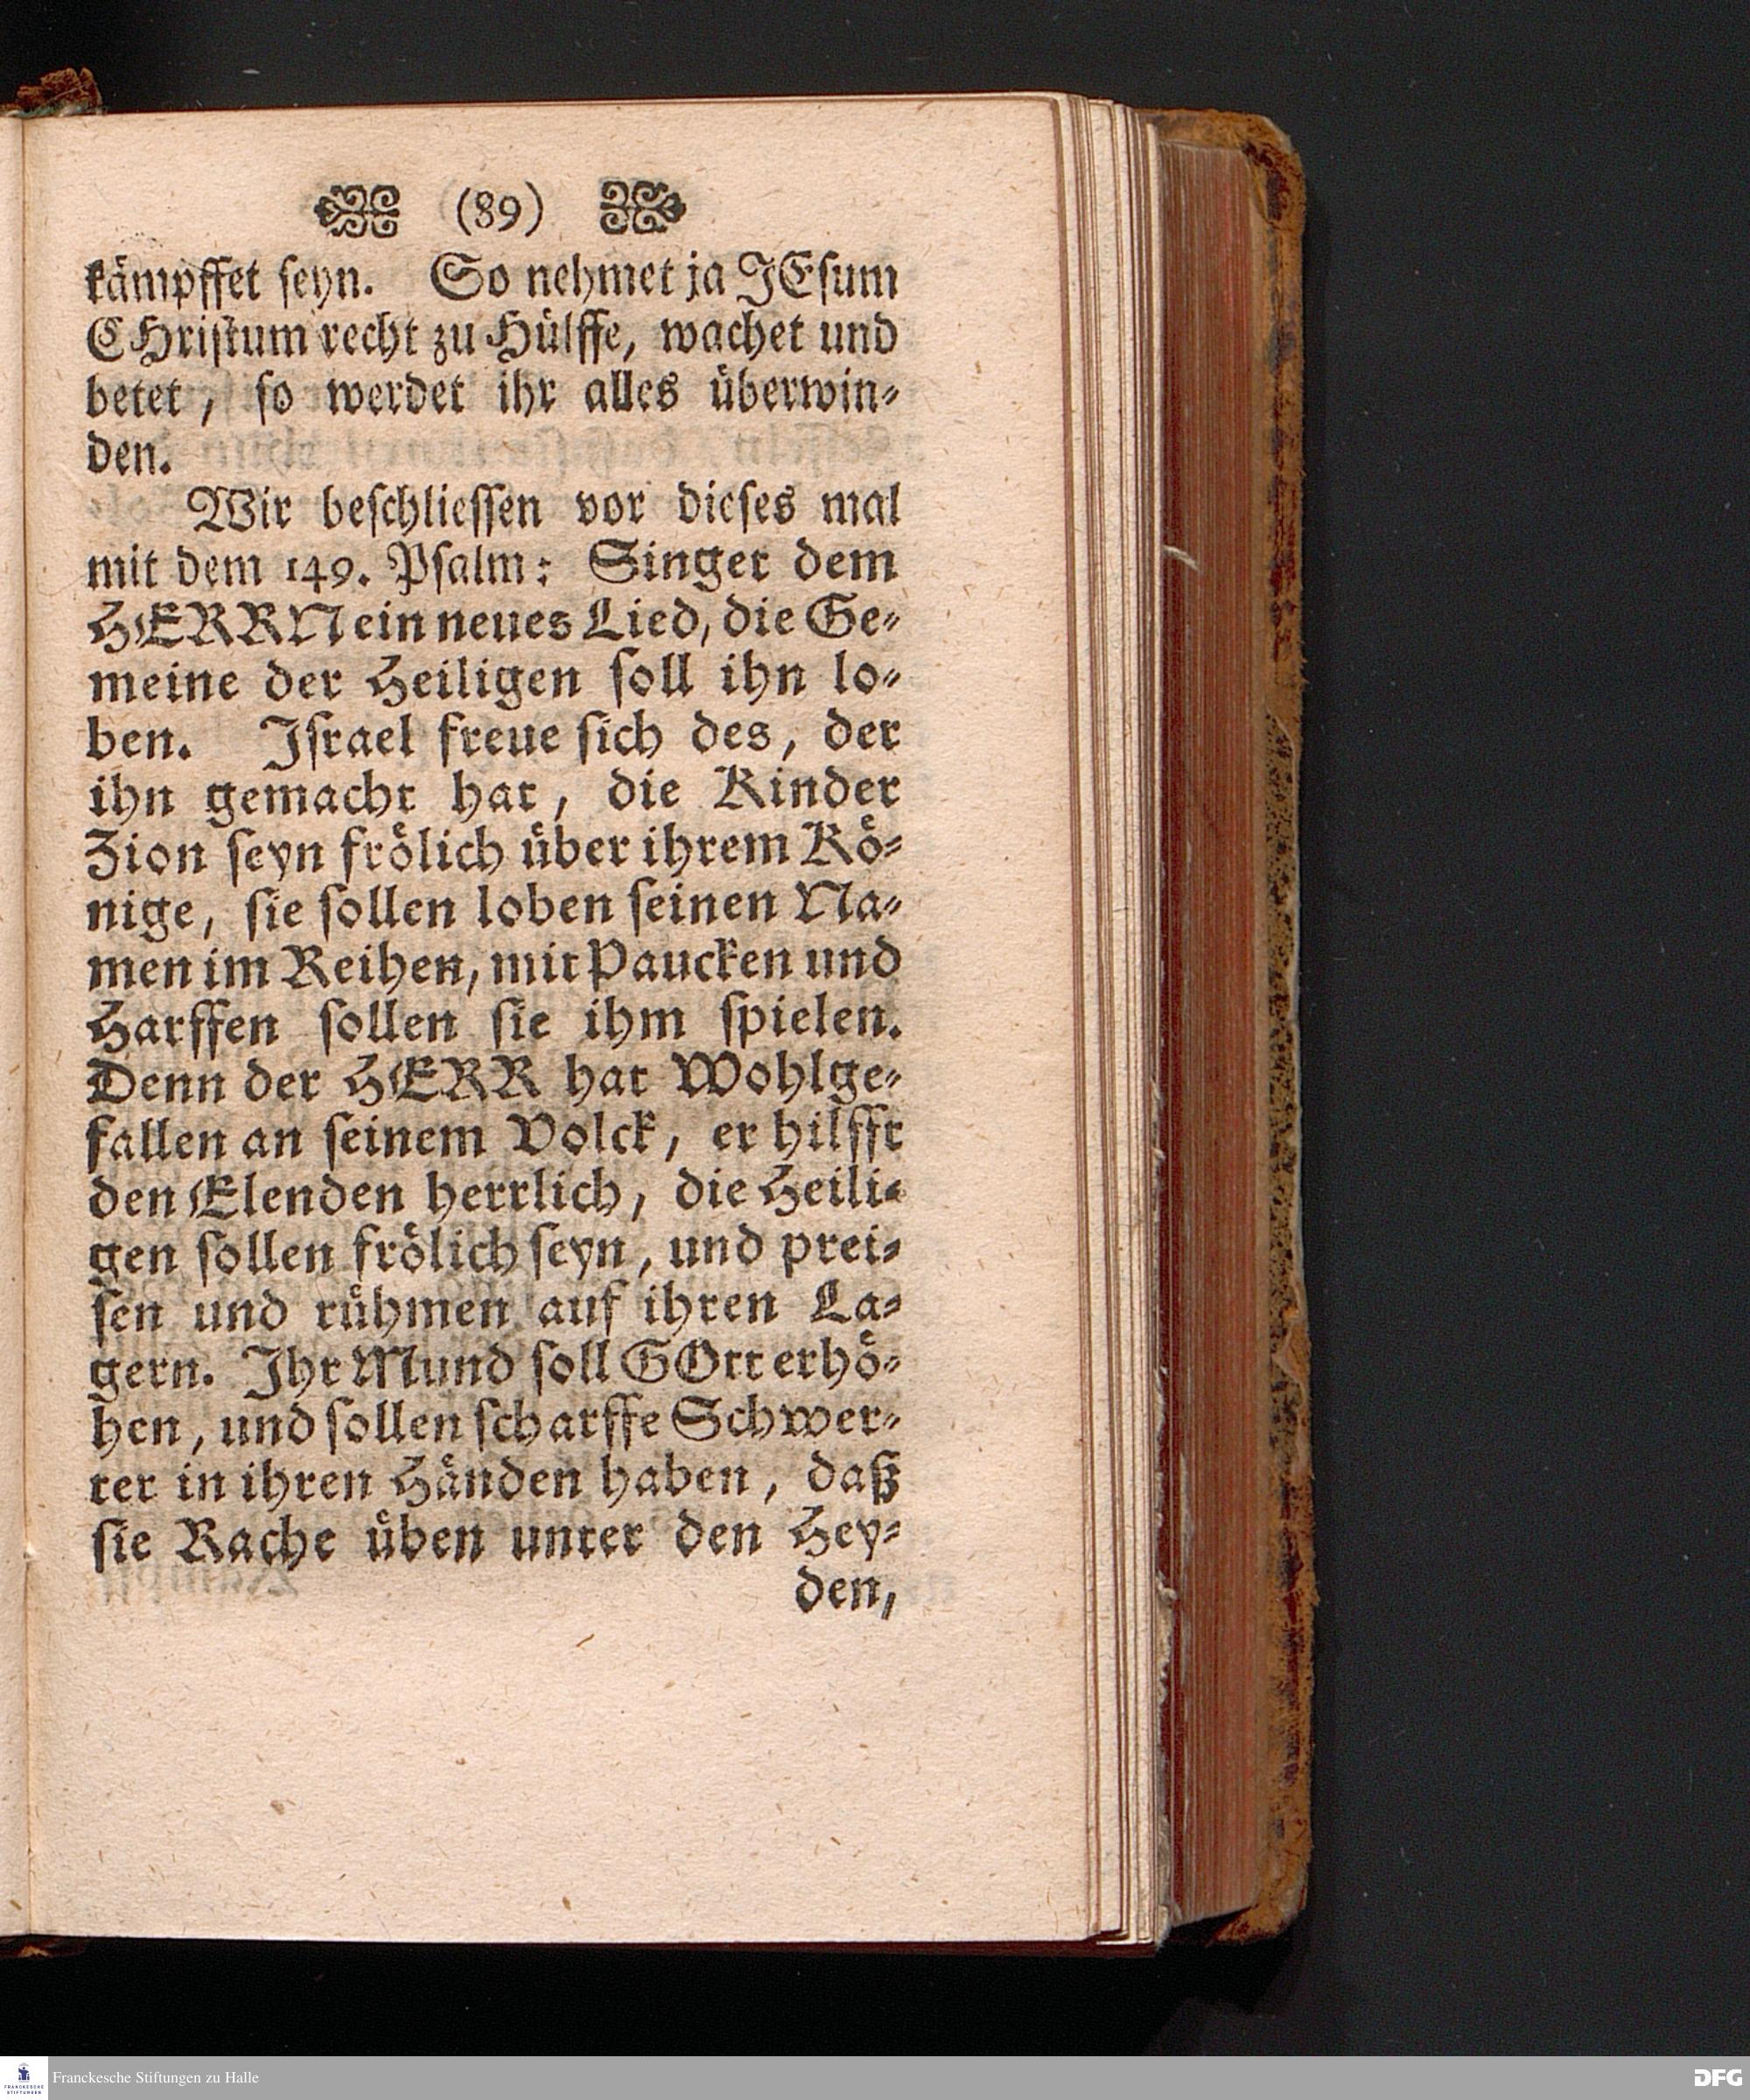 (89)
kämpffet seyn. So nehmet ja JEsum
CHristum recht zu Hülffe, wachet und
betet, so werdet ihr alles überwin-
den.
Wir beschliessen vor dieses mal
mit dem 149. Psalm: Singet dem
HERRN ein neues Lied, die Ge-
meine der Heiligen soll ihn lo-
ben. Israel freue sich des, der
ihn gemacht hat, die Kinder
Zion seyn frölich über ihrem Kö-
nige, sie sollen loben seinen Na-
men im Reihen, mit Paucken und
Harffen sollen sie ihm spielen.
Denn der HERR hat Wohlge-
fallen an seinem Volck, er hilfft
den Elenden herrlich, die Heili-
gen sollen frölich seyn, und prei-
sen und rühmen auf ihren La-
gern. Ihr Mund soll GOtt erhö-
hen, und sollen scharffe Schwer-
ter in ihren Händen haben, daß
sie Rache üben unter den Hey-
den,
FRANCKESCHE
STIFTUNGEN
Franckesche Stiftungen zu Halle
DFG